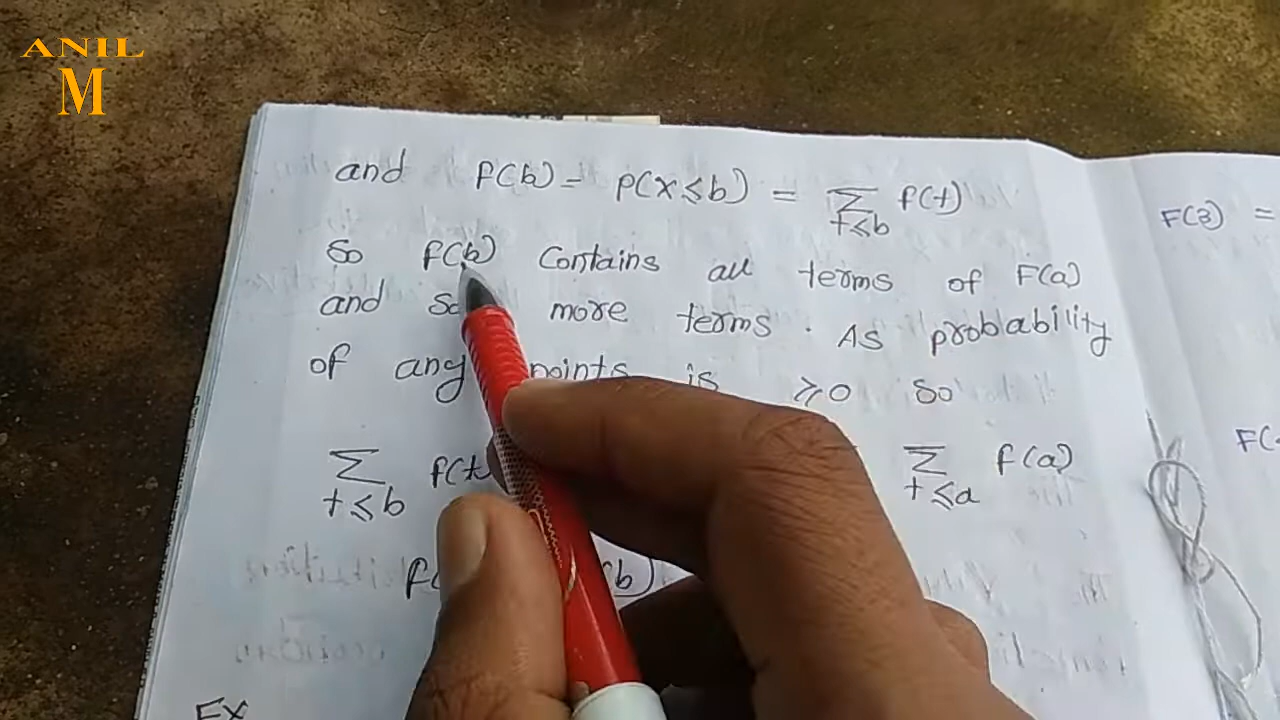 ANIL
M
and f(b) = P(X ≤ b) = Σ t≤b f(t)
So f(b) Contains all terms of F(a)
and more terms. As probability
of any points is ≥0 so
Σ t≤b Σ t≤a f(a)
F(3) =
Ex